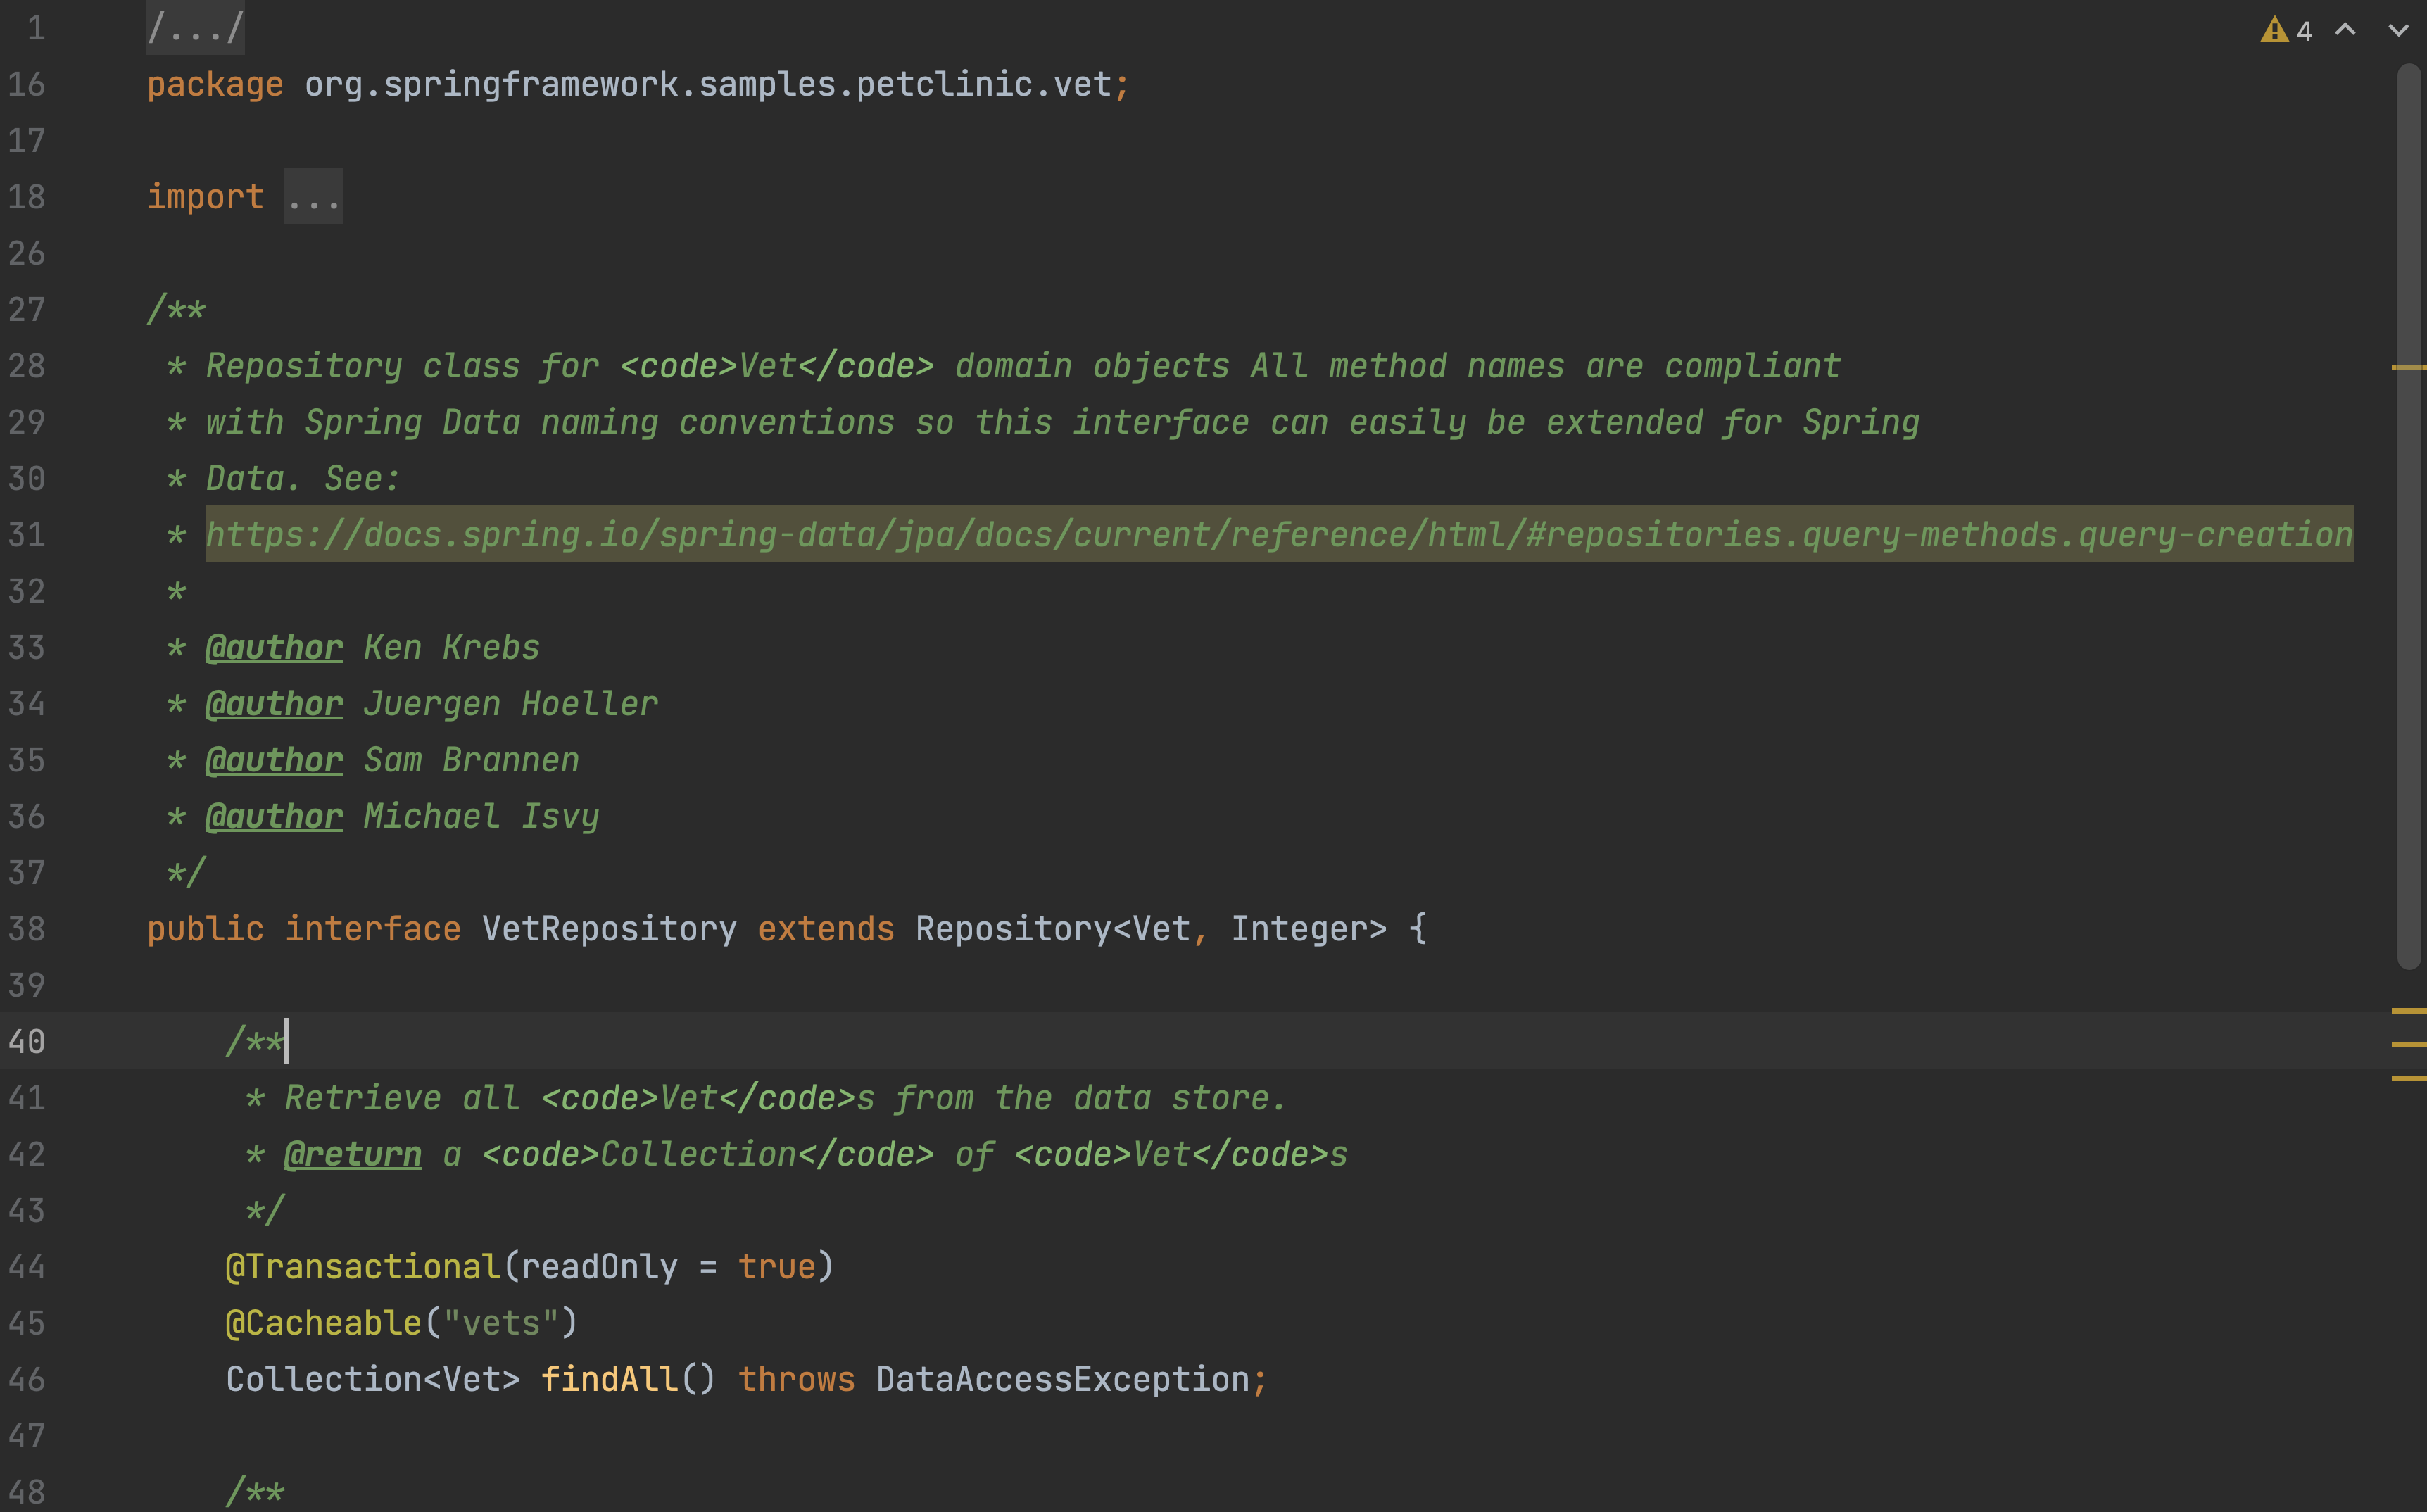 1 /.../ 4
16 package org.springframework.samples.petclinic.vet;
17
18 import ...
26
27 /**
28  * Repository class for <code>Vet</code> domain objects All method names are compliant
29  * with Spring Data naming conventions so this interface can easily be extended for Spring
30  * Data. See:
31  * https://docs.spring.io/spring-data/jpa/docs/current/reference/html/#repositories.query-methods.query-creation
32  *
33  * @author Ken Krebs
34  * @author Juergen Hoeller
35  * @author Sam Brannen
36  * @author Michael Isvy
37  */
38 public interface VetRepository extends Repository<Vet, Integer> {
39
40     /**
41      * Retrieve all <code>Vet</code>s from the data store.
42      * @return a <code>Collection</code> of <code>Vet</code>s
43      */
44     @Transactional(readOnly = true)
45     @Cacheable("vets")
46     Collection<Vet> findAll() throws DataAccessException;
47
48     /**